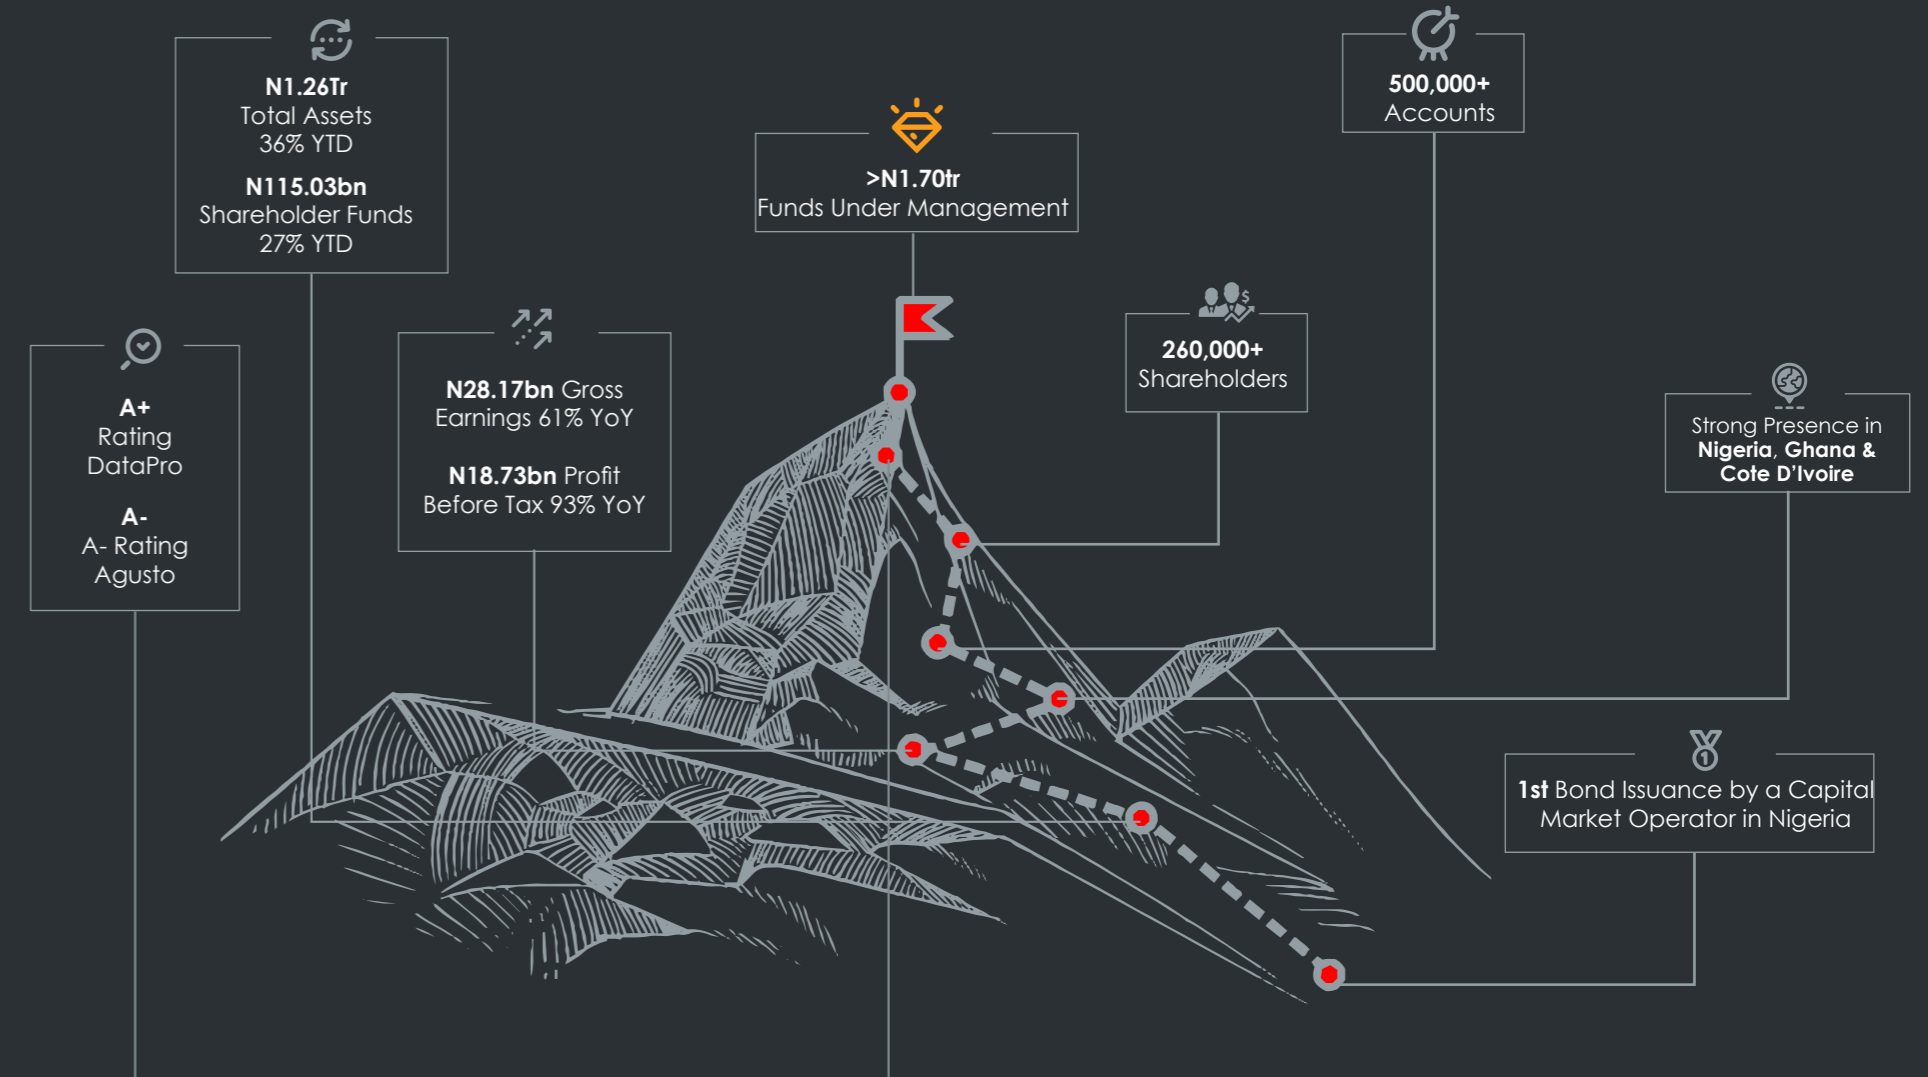 N1.26Tr
Total Assets
36% YTD
N115.03bn
Shareholder Funds
27% YTD
A+
Rating
DataPro
A-
A- Rating
Agusto
N28.17bn Gross
Earnings 61% YoY
N18.73bn Profit
Before Tax 93% YoY
>N1.70tr
Funds Under Management
260,000+
Shareholders
500,000+
Accounts
Strong Presence in
Nigeria, Ghana &
Cote D'Ivoire
1
1st Bond Issuance by a Capital
Market Operator in Nigeria
$